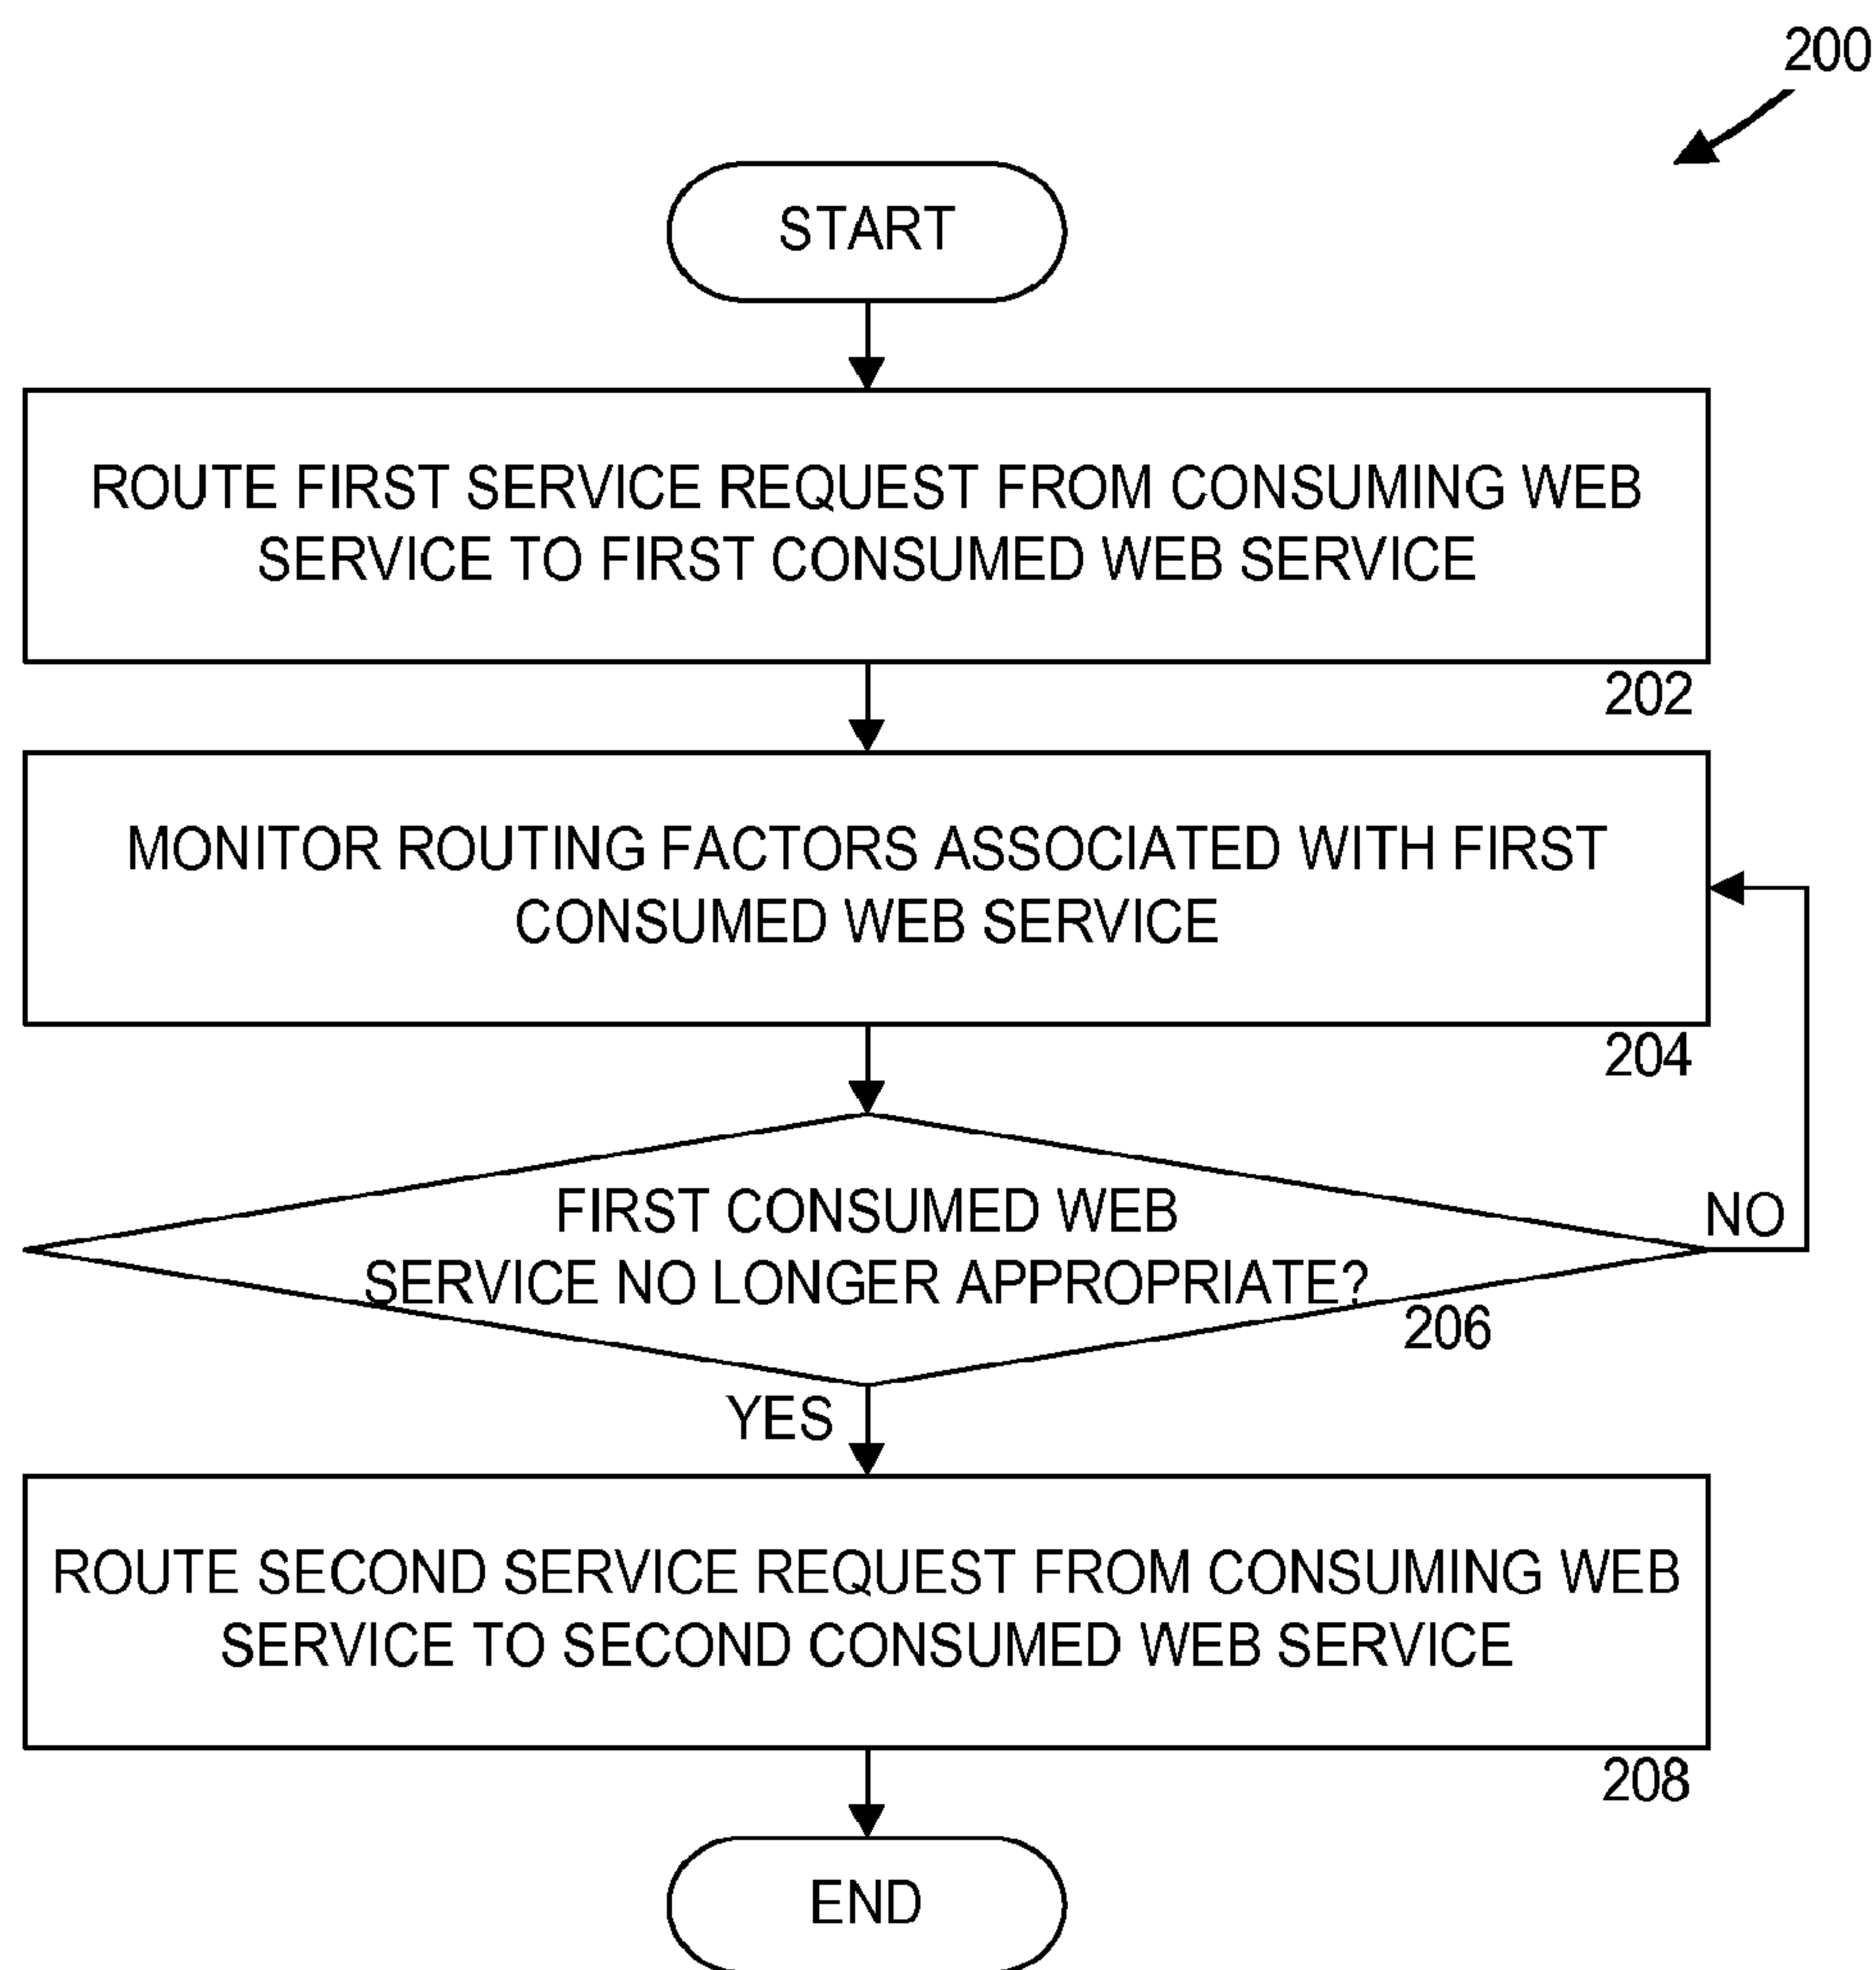 200
START
ROUTE FIRST SERVICE REQUEST FROM CONSUMING WEB
SERVICE TO FIRST CONSUMED WEB SERVICE
202
MONITOR ROUTING FACTORS ASSOCIATED WITH FIRST
CONSUMED WEB SERVICE
204
FIRST CONSUMED WEB
SERVICE NO LONGER APPROPRIATE?
NO
206
YES
ROUTE SECOND SERVICE REQUEST FROM CONSUMING WEB
SERVICE TO SECOND CONSUMED WEB SERVICE
208
END